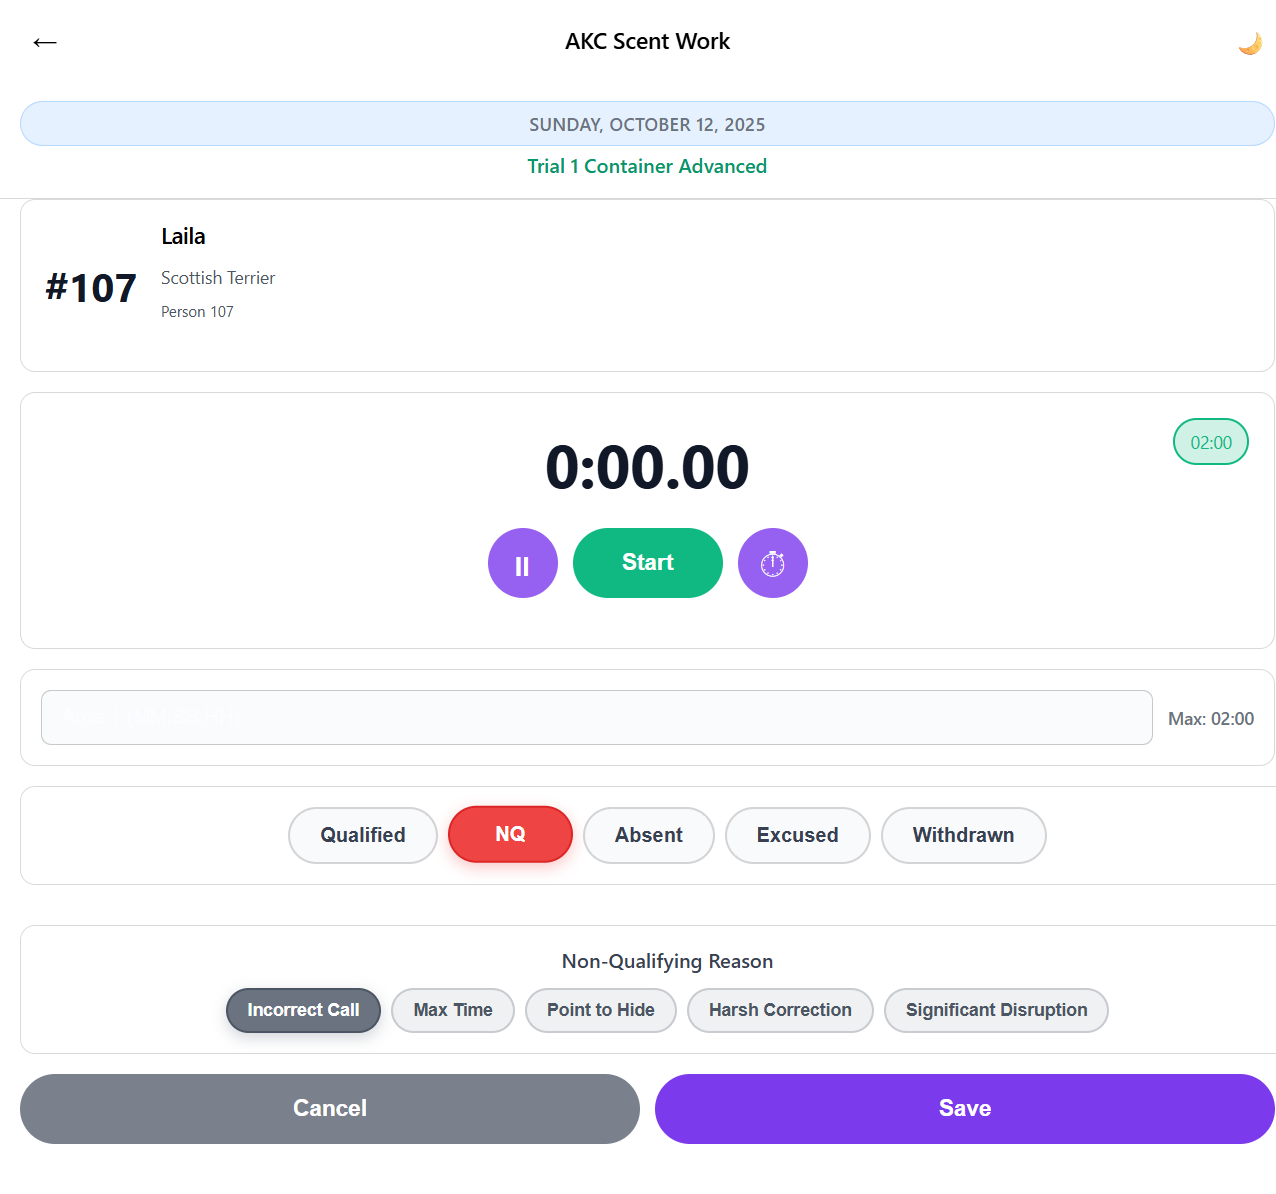 AKC Scent Work
SUNDAY, OCTOBER 12, 2025
Trial 1 Container Advanced
Laila
#107
Scottish Terrier
Person 107
02:00
0:00.00
Start
Max: 02:00
Qualified NQ Absent Excused Withdrawn
Non-Qualifying Reason
Incorrect Call Max Time Point to Hide Harsh Correction Significant Disruption
Cancel Save